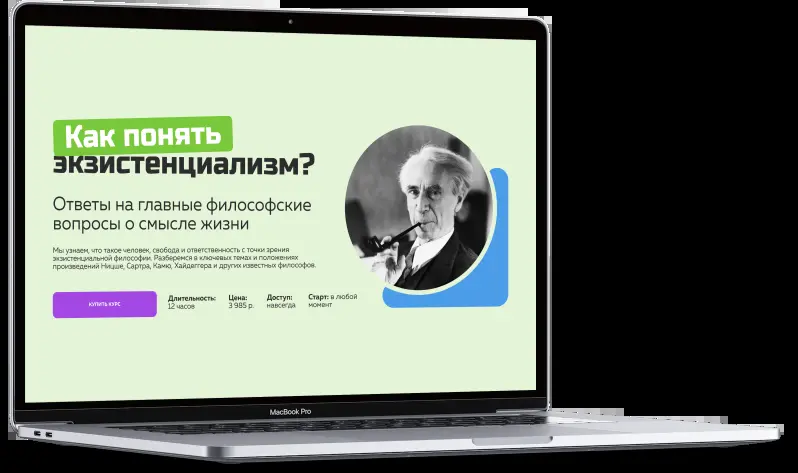 Как понять
экзистенциализм?
Ответы на главные философские
вопросы о смысле жизни
Мы узнаем, что такое человек, свобода и ответственность с точки зрения
экзистенциальной философии. Разберемся в ключевых темах и положениях
произведений Ницше, Сартра, Камю, Хайдеггера и других известных философов.
КУПИТЬ КУРС
Длительность:
12 часов
Цена:
3 985 р.
Доступ:
навсегда
Старт: в любой
момент
MacBook Pro